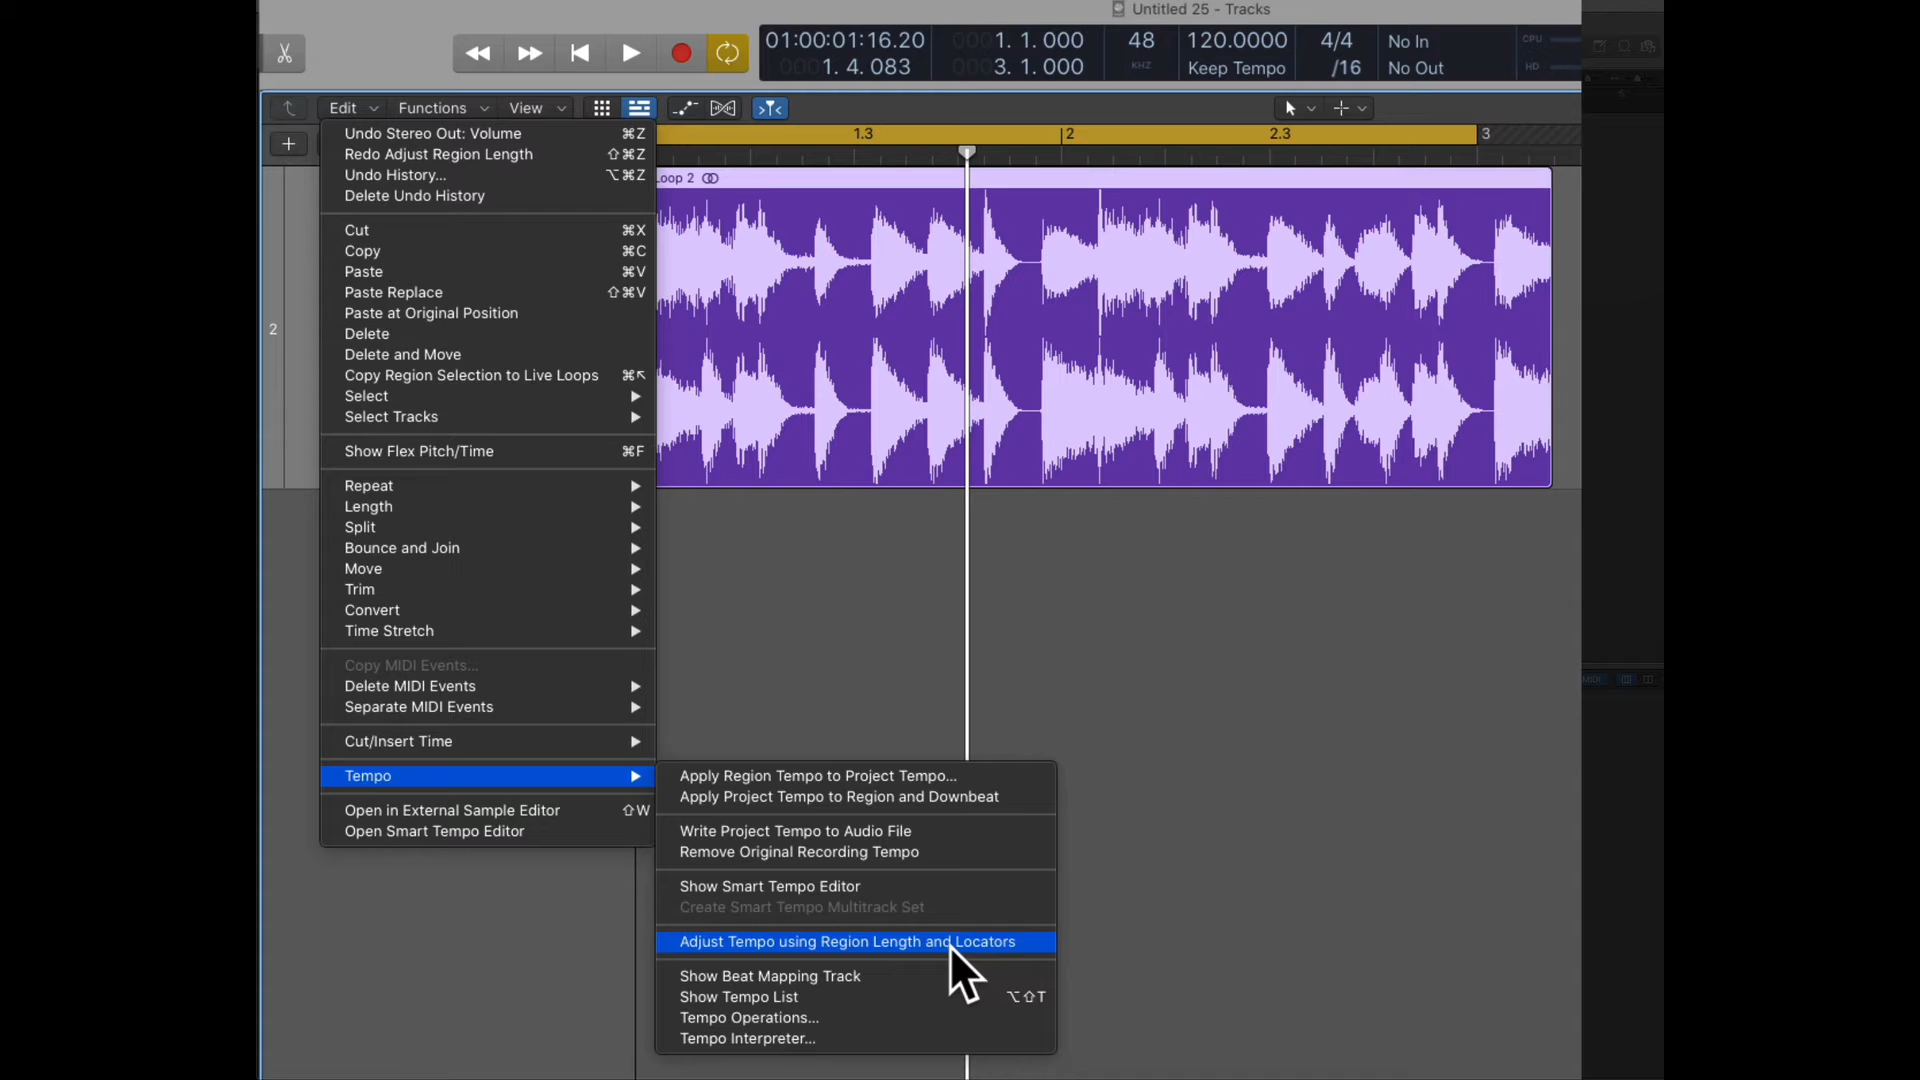 Untitled 25 - Tracks
01:00:01:16.20
1. 4. 083
1. 1. 000
3. 1. 000
48
KHZ
120.0000
Keep Tempo
4/4
/16
No In
No Out
CPU
HD
Edit
Functions
View
1.3
2
2.3
3
Loop 2
2
Undo Stereo Out: Volume ⌘Z
Redo Adjust Region Length ⇧⌘Z
Undo History... ⌥⌘Z
Delete Undo History
Cut ⌘X
Copy ⌘C
Paste ⌘V
Paste Replace ⇧⌘V
Paste at Original Position
Delete
Delete and Move
Copy Region Selection to Live Loops ⌘↖
Select
Select Tracks
Show Flex Pitch/Time ⌘F
Repeat
Length
Split
Bounce and Join
Move
Trim
Convert
Time Stretch
Copy MIDI Events...
Delete MIDI Events
Separate MIDI Events
Cut/Insert Time
Tempo
Open in External Sample Editor ⇧W
Open Smart Tempo Editor
Apply Region Tempo to Project Tempo...
Apply Project Tempo to Region and Downbeat
Write Project Tempo to Audio File
Remove Original Recording Tempo
Show Smart Tempo Editor
Create Smart Tempo Multitrack Set
Adjust Tempo using Region Length and Locators
Show Beat Mapping Track
Show Tempo List ⌥⇧T
Tempo Operations...
Tempo Interpreter...
MIDI